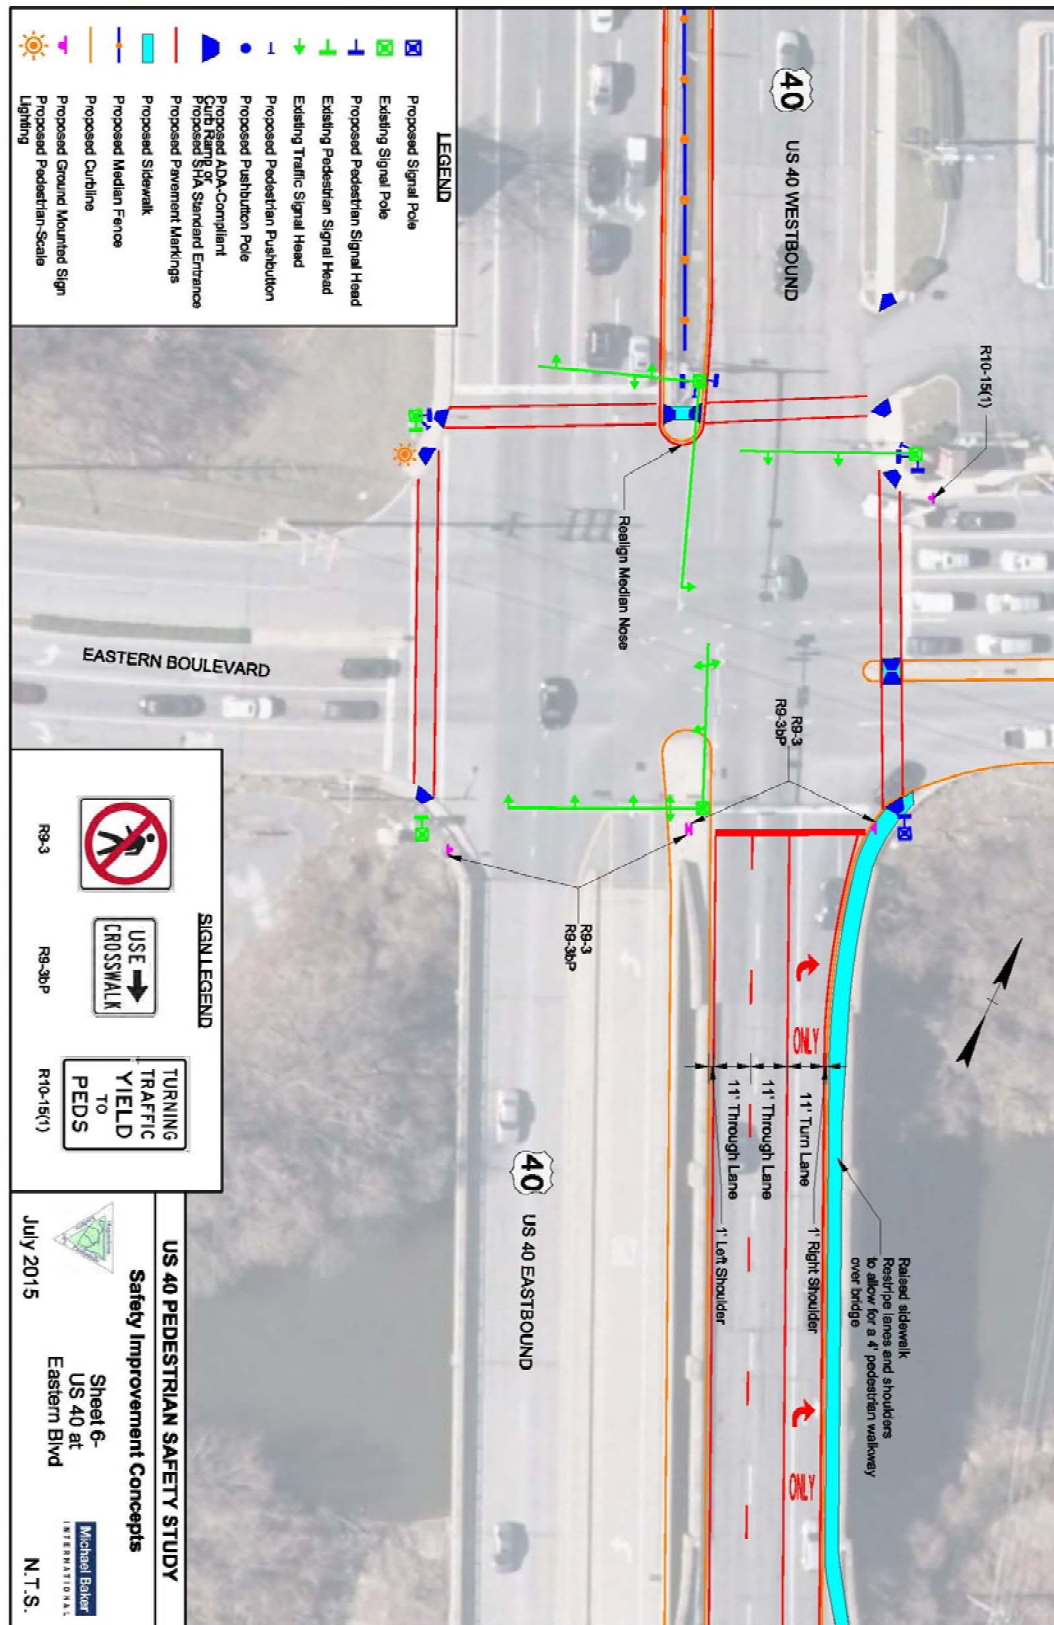 40
US 40 WESTBOUND
R10-15(1)
Realign Median Nose
EASTERN BOULEVARD
R9-3
R9-3bP
R9-3
R9-3bP
ONLY
ONLY
11' Turn Lane
11' Through Lane
11' Through Lane
1' Right Shoulder
1' Left Shoulder
Raised sidewalk
Restripe lanes and shoulders
to allow for a 4' pedestrian walkway
over bridge
40
US 40 EASTBOUND
LEGEND
Proposed Signal Pole
Existing Signal Pole
Proposed Pedestrian Signal Head
Existing Pedestrian Signal Head
Existing Traffic Signal Head
Proposed Pedestrian Pushbutton
Proposed Pushbutton Pole
Proposed ADA-Compliant
Curb Ramp or
Proposed SHA Standard Entrance
Proposed Pavement Markings
Proposed Sidewalk
Proposed Median Fence
Proposed Curbline
Proposed Ground Mounted Sign
Proposed Pedestrian-Scale
Lighting
SIGN LEGEND
USE
CROSSWALK
TURNING
TRAFFIC
YIELD
TO
PEDS
R9-3
R9-3bP
R10-15(1)
US 40 PEDESTRIAN SAFETY STUDY
Safety Improvement Concepts
Sheet 6-
US 40 at
Eastern Blvd
July 2015
Michael Baker
INTERNATIONAL
N.T.S.